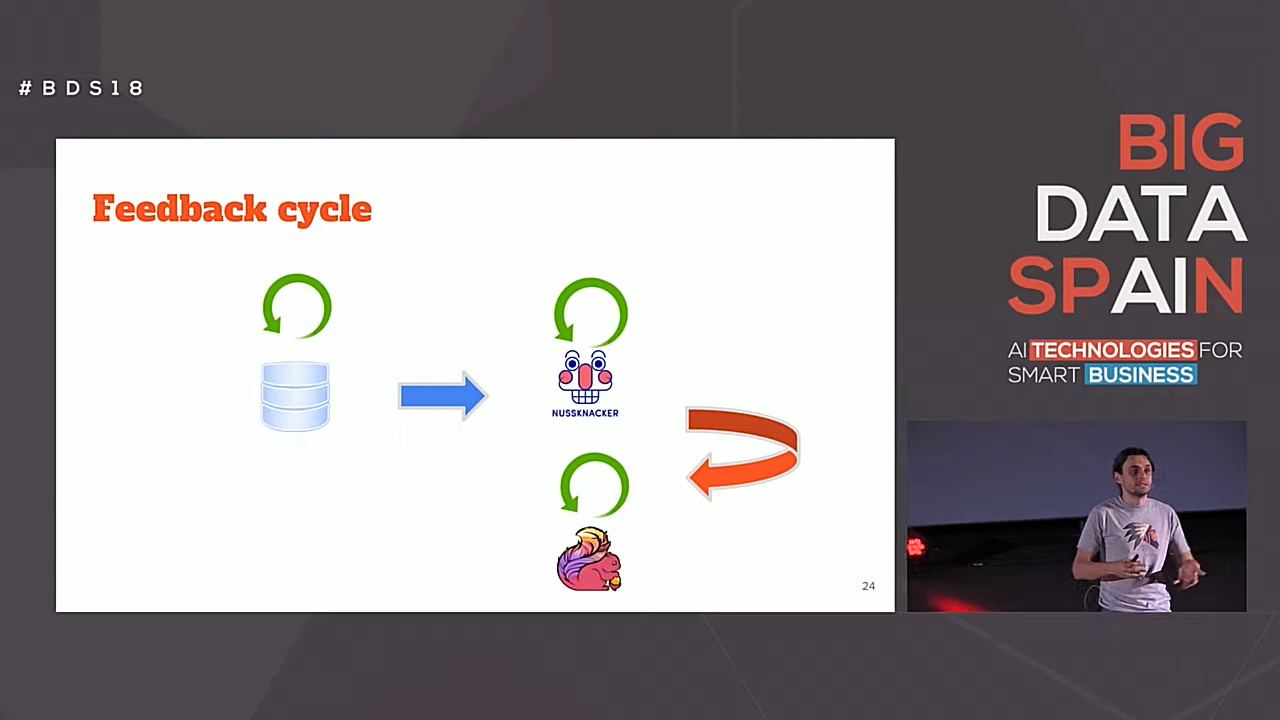 #BDS18
BIG
DATA
SPAIN
AI TECHNOLOGIES FOR
SMART BUSINESS
Feedback cycle
NUSSKNACKER
24